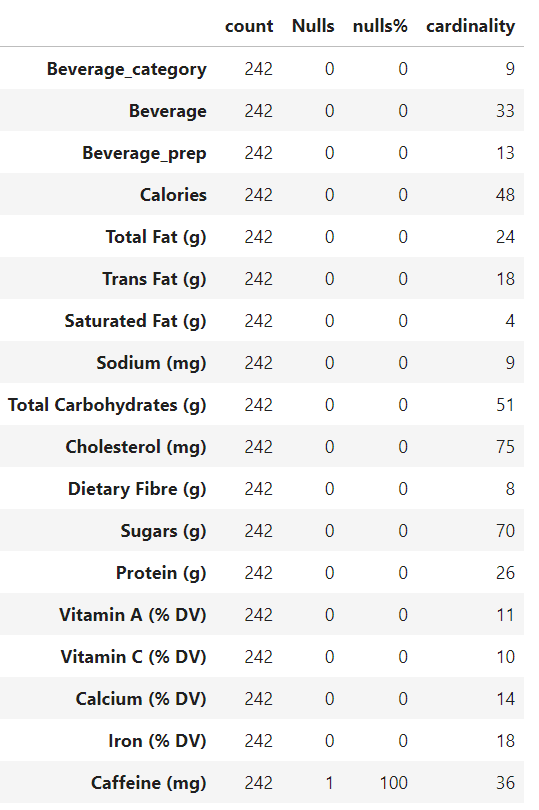 count Nulls nulls% cardinality
Beverage_category 242 0 0 9
Beverage 242 0 0 33
Beverage_prep 242 0 0 13
Calories 242 0 0 48
Total Fat (g) 242 0 0 24
Trans Fat (g) 242 0 0 18
Saturated Fat (g) 242 0 0 4
Sodium (mg) 242 0 0 9
Total Carbohydrates (g) 242 0 0 51
Cholesterol (mg) 242 0 0 75
Dietary Fibre (g) 242 0 0 8
Sugars (g) 242 0 0 70
Protein (g) 242 0 0 26
Vitamin A (% DV) 242 0 0 11
Vitamin C (% DV) 242 0 0 10
Calcium (% DV) 242 0 0 14
Iron (% DV) 242 0 0 18
Caffeine (mg) 242 1 100 36